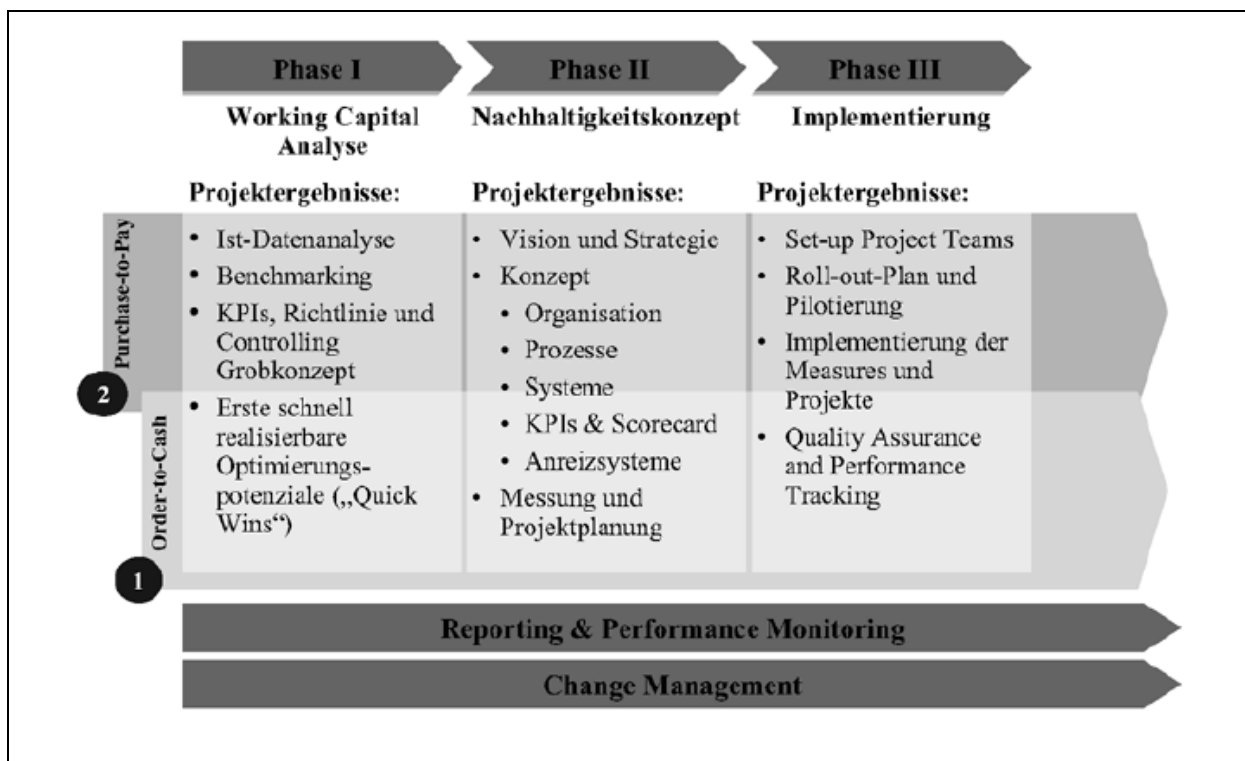 Phase I
Phase II
Phase III
Working Capital
Analyse
Nachhaltigkeitskonzept
Implementierung
Projektergebnisse:
• Ist-Datenanalyse
• Benchmarking
• KPIs, Richtlinie und
Controlling
Grobkonzept
• Erste schnell
realisierbare
Optimierungs-
potenziale („Quick
Wins“)
Projektergebnisse:
• Vision und Strategie
• Konzept
• Organisation
• Prozesse
• Systeme
• KPIs & Scorecard
• Anreizsysteme
• Messung und
Projektplanung
Projektergebnisse:
• Set-up Project Teams
• Roll-out-Plan und
Pilotierung
• Implementierung der
Measures und
Projekte
• Quality Assurance
and Performance
Tracking
Purchase-to-Pay
2
Order-to-Cash
1
Reporting & Performance Monitoring
Change Management